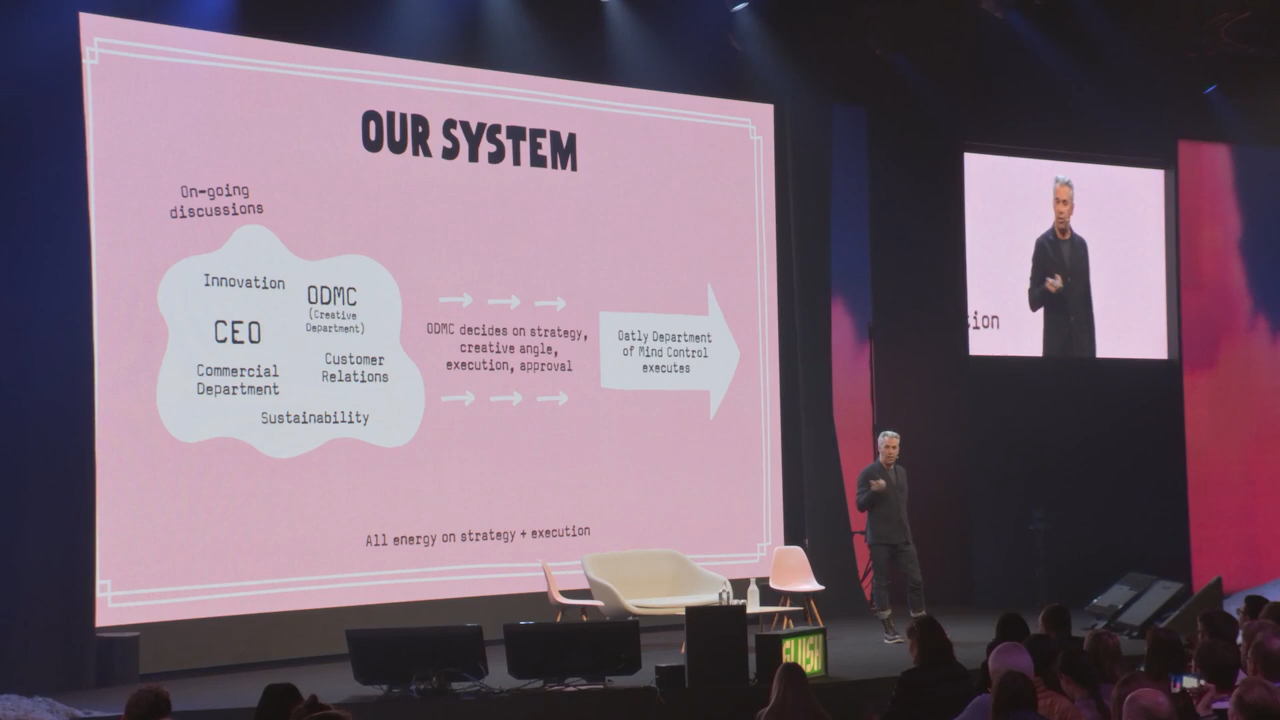 OUR SYSTEM
On-going
discussions
Innovation
ODMC
(Creative
Department)
CEO
Customer
Relations
Commercial
Department
Sustainability
ODMC decides on strategy,
creative angle,
execution, approval
Oatly Department
of Mind Control
executes
All energy on strategy + execution
tion